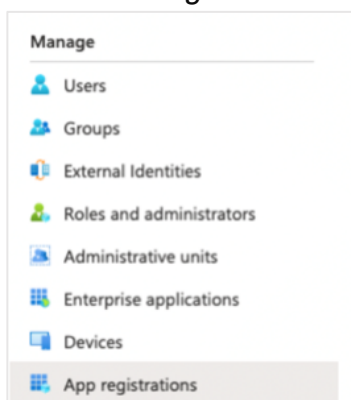 Manage
Users
Groups
External Identities
Roles and administrators
Administrative units
Enterprise applications
Devices
App registrations